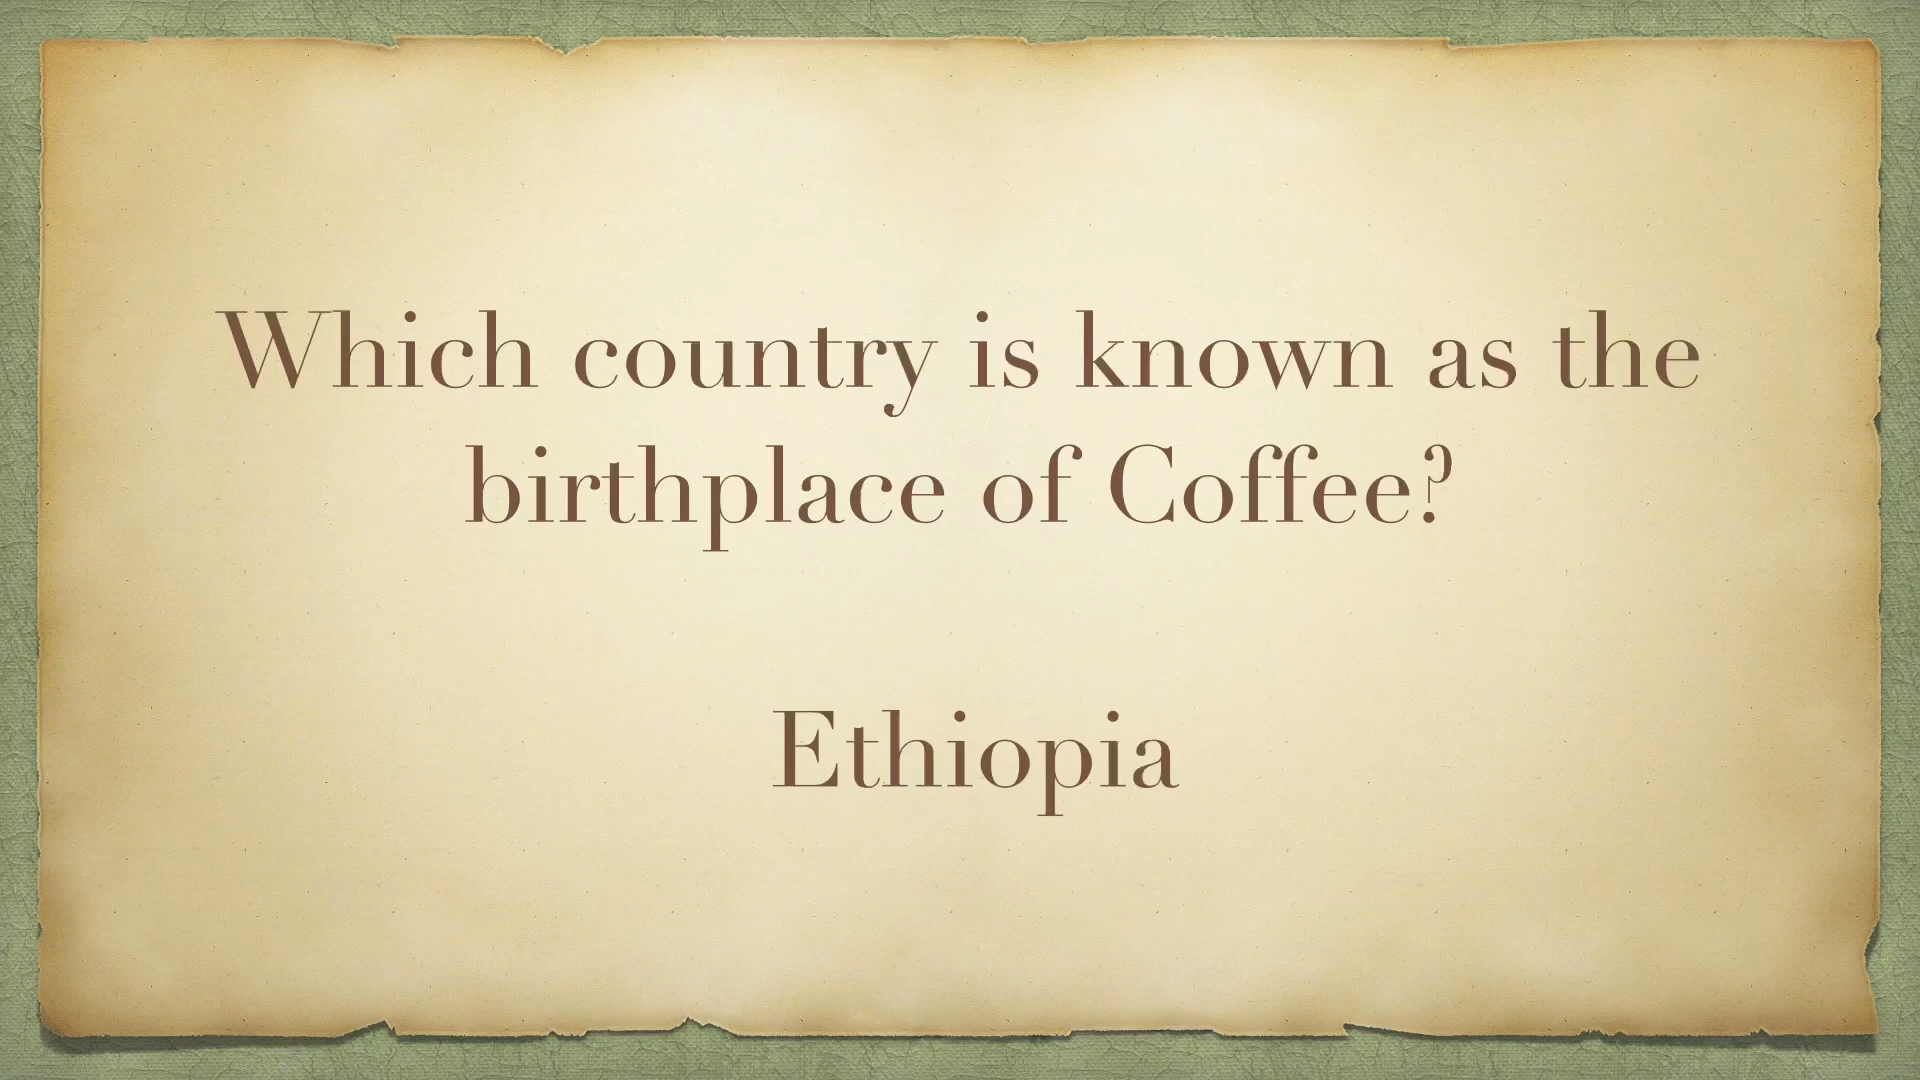 Which country is known as the
birthplace of Coffee?
Ethiopia